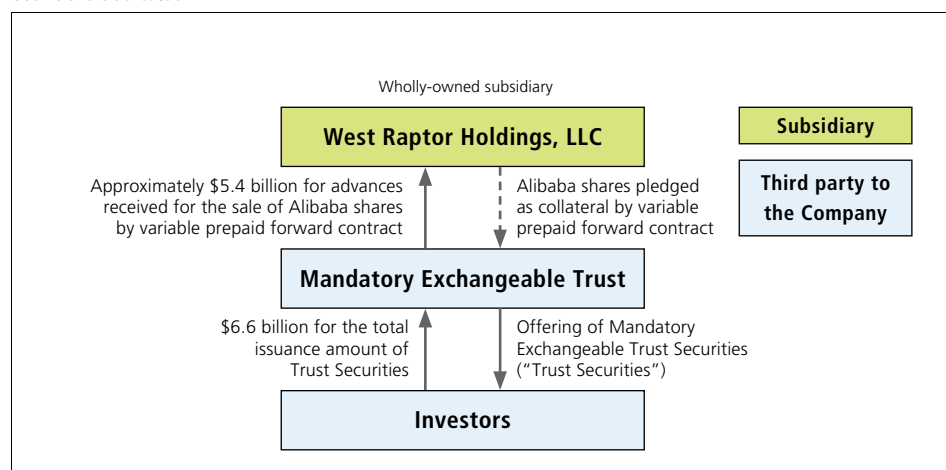 Wholly-owned subsidiary
West Raptor Holdings, LLC
Subsidiary
Approximately $5.4 billion for advances
received for the sale of Alibaba shares
by variable prepaid forward contract
Alibaba shares pledged
as collateral by variable
prepaid forward contract
Third party to
the Company
Mandatory Exchangeable Trust
$6.6 billion for the total
issuance amount of
Trust Securities
Offering of Mandatory
Exchangeable Trust Securities
(“Trust Securities”)
Investors